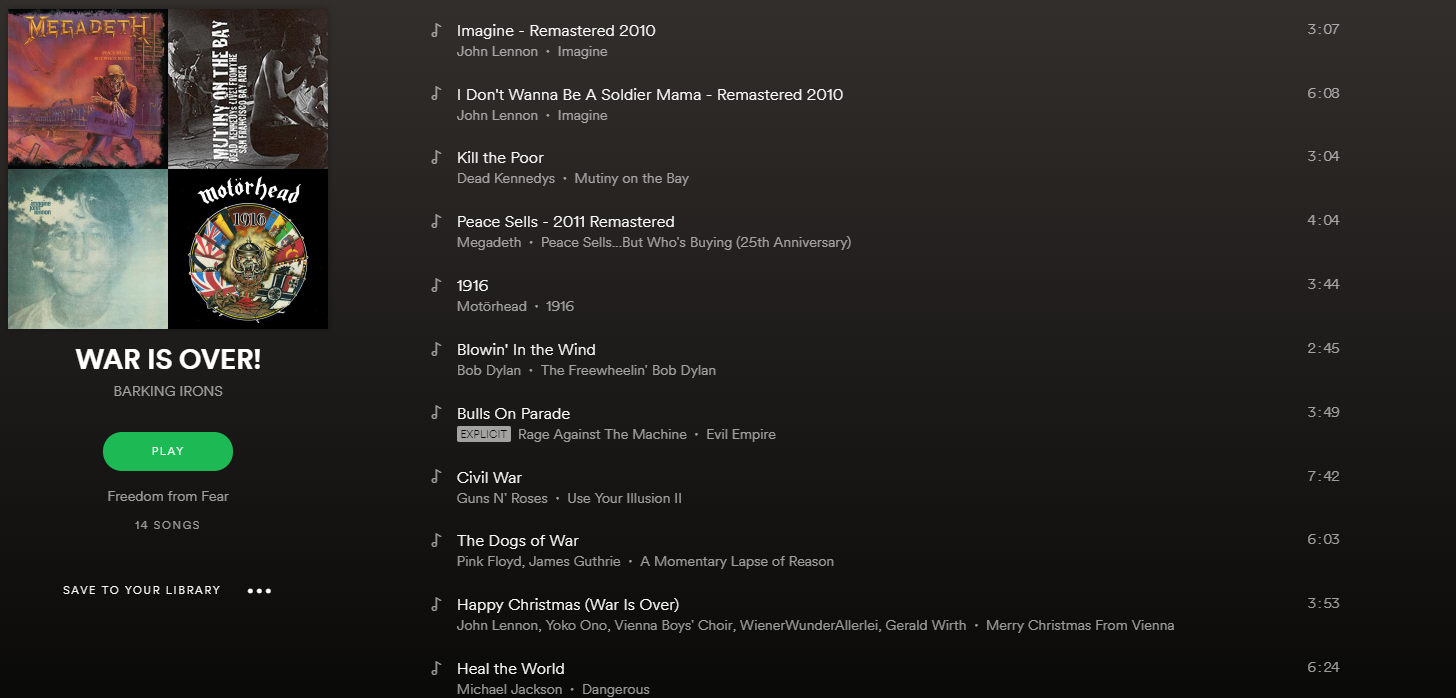 MEGADETH
MUTINY ON THE BAY
DEAD KENNEDYS LIVE! FROM THE
SAN FRANCISCO BAY AREA
imagine
john
lennon
motörhead
1916
WAR IS OVER!
BARKING IRONS
PLAY
Freedom from Fear
14 SONGS
SAVE TO YOUR LIBRARY
Imagine - Remastered 2010
3:07
John Lennon • Imagine
I Don't Wanna Be A Soldier Mama - Remastered 2010
6:08
John Lennon • Imagine
Kill the Poor
3:04
Dead Kennedys • Mutiny on the Bay
Peace Sells - 2011 Remastered
4:04
Megadeth • Peace Sells...But Who's Buying (25th Anniversary)
1916
3:44
Motörhead • 1916
Blowin' In the Wind
2:45
Bob Dylan • The Freewheelin' Bob Dylan
Bulls On Parade
3:49
EXPLICIT Rage Against The Machine • Evil Empire
Civil War
7:42
Guns N' Roses • Use Your Illusion II
The Dogs of War
6:03
Pink Floyd, James Guthrie • A Momentary Lapse of Reason
Happy Christmas (War Is Over)
3:53
John Lennon, Yoko Ono, Vienna Boys' Choir, WienerWunderAllerlei, Gerald Wirth • Merry Christmas From Vienna
Heal the World
6:24
Michael Jackson • Dangerous